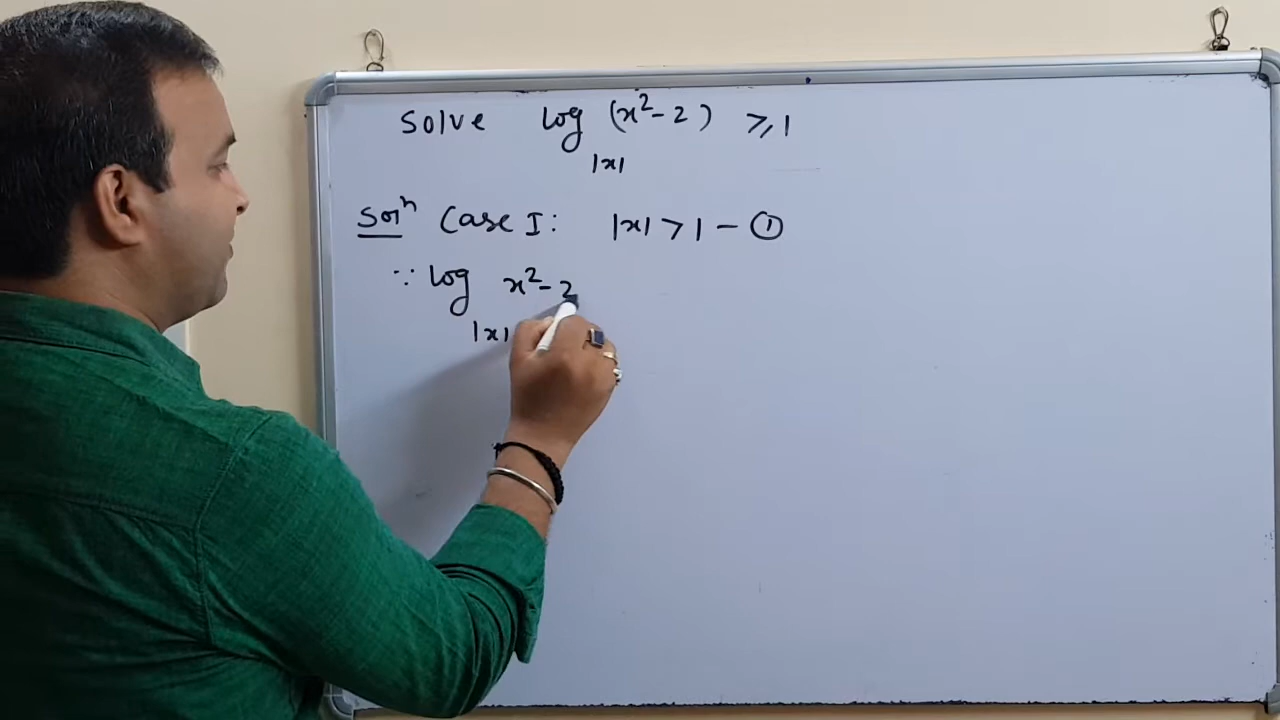 Solve log|x| (x² - 2) ⩾ 1
Solⁿ Case I: |x| > 1 - ①
∵ log|x| x² - 2